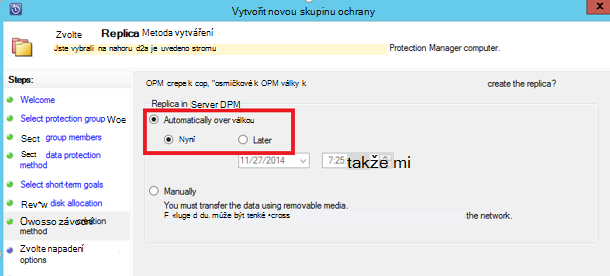 Vytvořit novou skupinu ochrany
Zvolte Replica Metoda vytváření
Jste vybrali na nahoru d2a je uvedeno stromu Protection Manager computer.
Steps:
Welcome
Select protection group Woe
Sect group members
Sect data protection
method
Select short-term goals
Rev*w disk allocation
Owosso závodní
method
Zvolte napadení
options
OPM crepe k cop, "osmičkové k OPM války k create the replica?
Replica in Server DPM
Automatically over válkou
Nyní Later
11/27/2014 7:25 takže mi
Manually
You must transfer the data using removable media.
F «luge d du. může být tenké •cross the network.